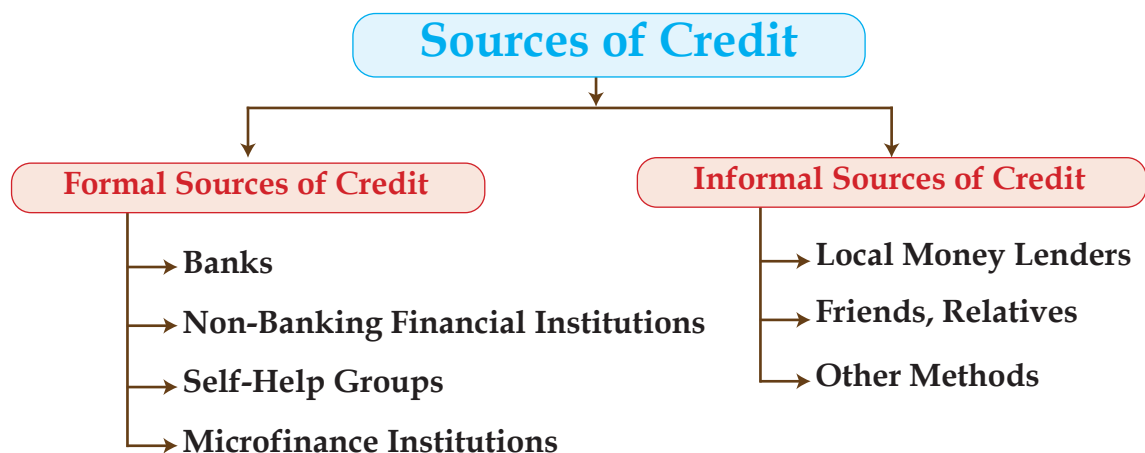 Sources of Credit
Formal Sources of Credit
Banks
Non-Banking Financial Institutions
Self-Help Groups
Microfinance Institutions
Informal Sources of Credit
Local Money Lenders
Friends, Relatives
Other Methods